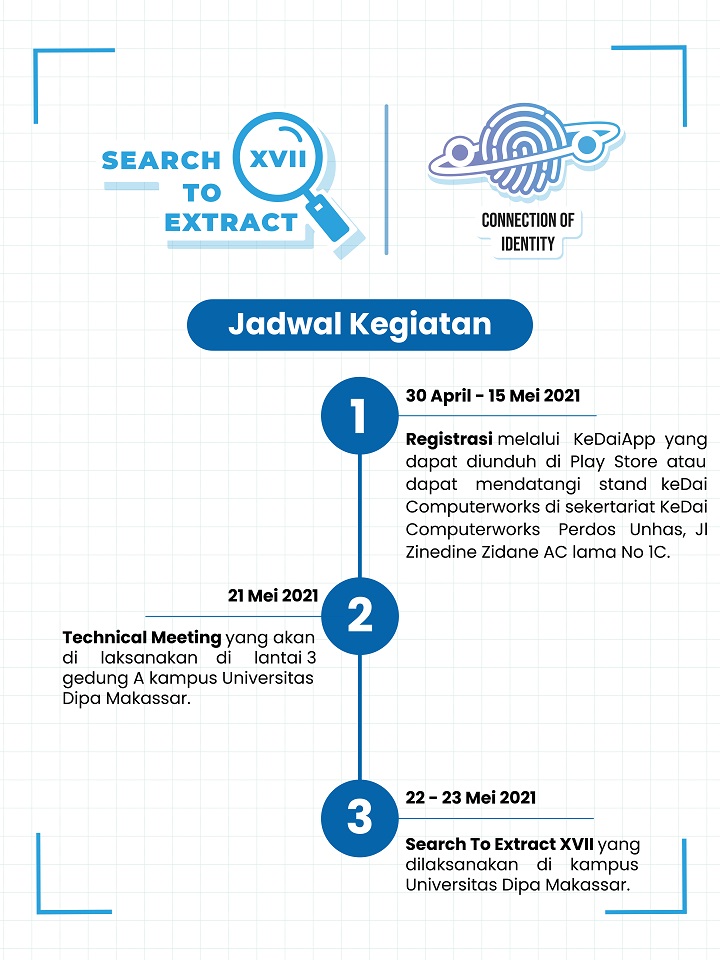 SEARCH
TO
EXTRACT
XVII
CONNECTION OF
IDENTITY
Jadwal Kegiatan
1
30 April - 15 Mei 2021
Registrasi melalui KeDaiApp yang
dapat diunduh di Play Store atau
dapat mendatangi stand keDai
Computerworks di sekertariat KeDai
Computerworks Perdos Unhas, Jl
Zinedine Zidane AC lama No 1C.
2
21 Mei 2021
Technical Meeting yang akan
di laksanakan di lantai 3
gedung A kampus Universitas
Dipa Makassar.
3
22 - 23 Mei 2021
Search To Extract XVII yang
dilaksanakan di kampus
Universitas Dipa Makassar.